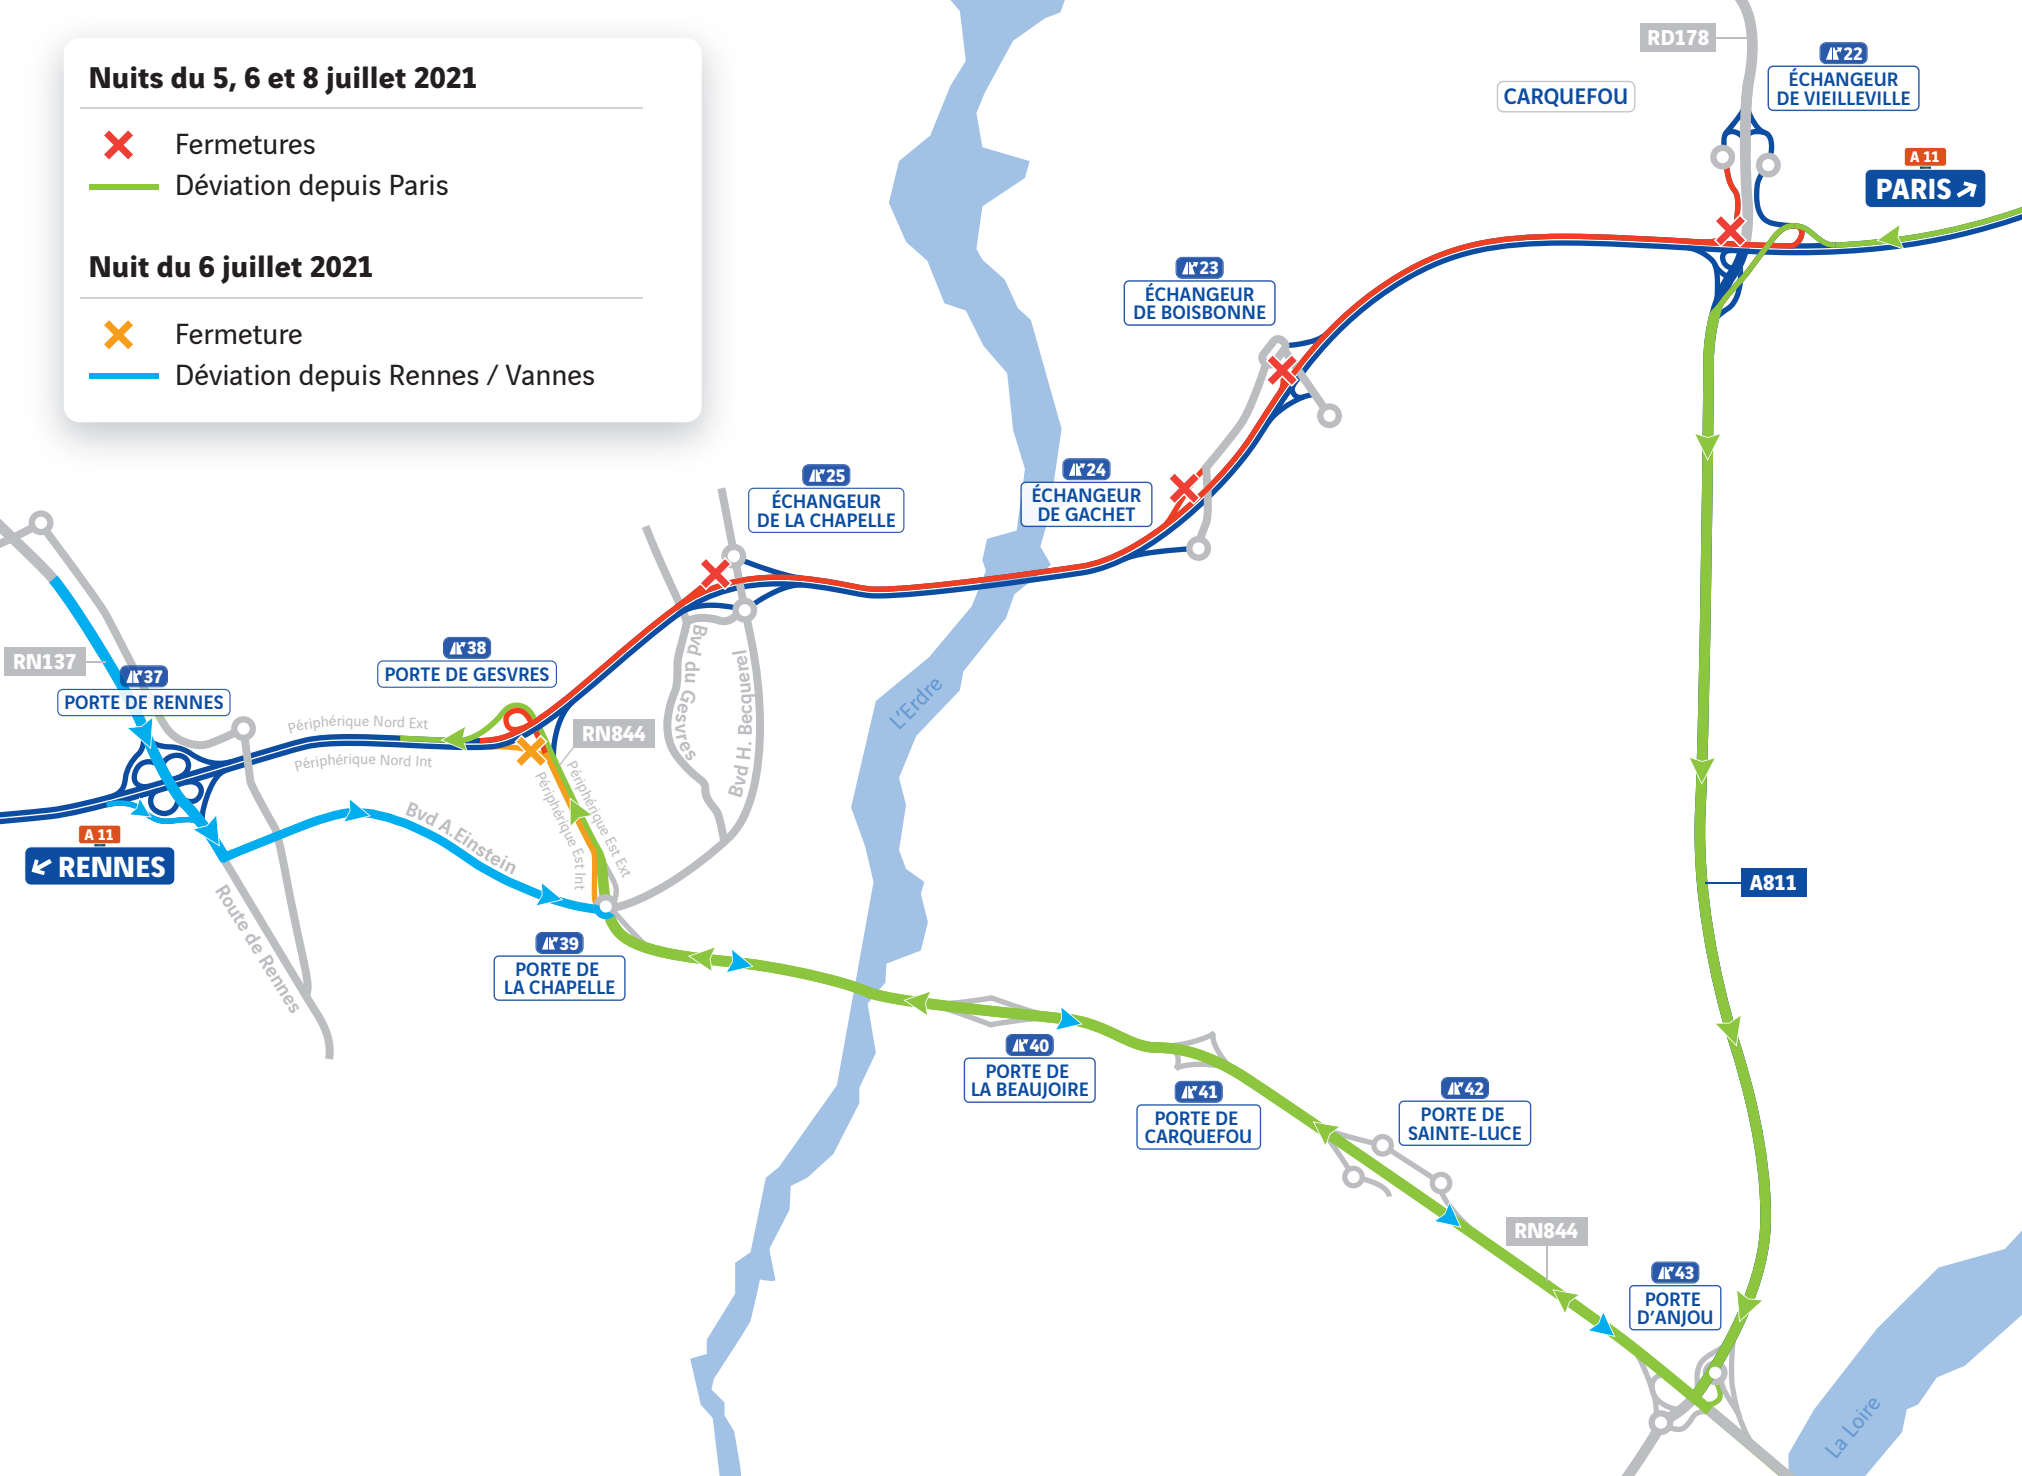 Nuits du 5, 6 et 8 juillet 2021
Fermetures
Déviation depuis Paris
Nuit du 6 juillet 2021
Fermeture
Déviation depuis Rennes / Vannes
RD178
22
ÉCHANGEUR
DE VIEILLEVILLE
CARQUEFOU
A 11
PARIS
23
ÉCHANGEUR
DE BOISBONNE
24
ÉCHANGEUR
DE GACHET
25
ÉCHANGEUR
DE LA CHAPELLE
38
PORTE DE GESVRES
RN137
37
PORTE DE RENNES
Périphérique Nord Ext
Périphérique Nord Int
RN844
Bvd du Gesvres
Bvd H. Becquerel
L'Erdre
Périphérique Est Ext
Périphérique Est Int
Bvd A.Einstein
A 11
RENNES
Route de Rennes
A811
39
PORTE DE
LA CHAPELLE
40
PORTE DE
LA BEAUJOIRE
41
PORTE DE
CARQUEFOU
42
PORTE DE
SAINTE-LUCE
RN844
43
PORTE
D'ANJOU
La Loire